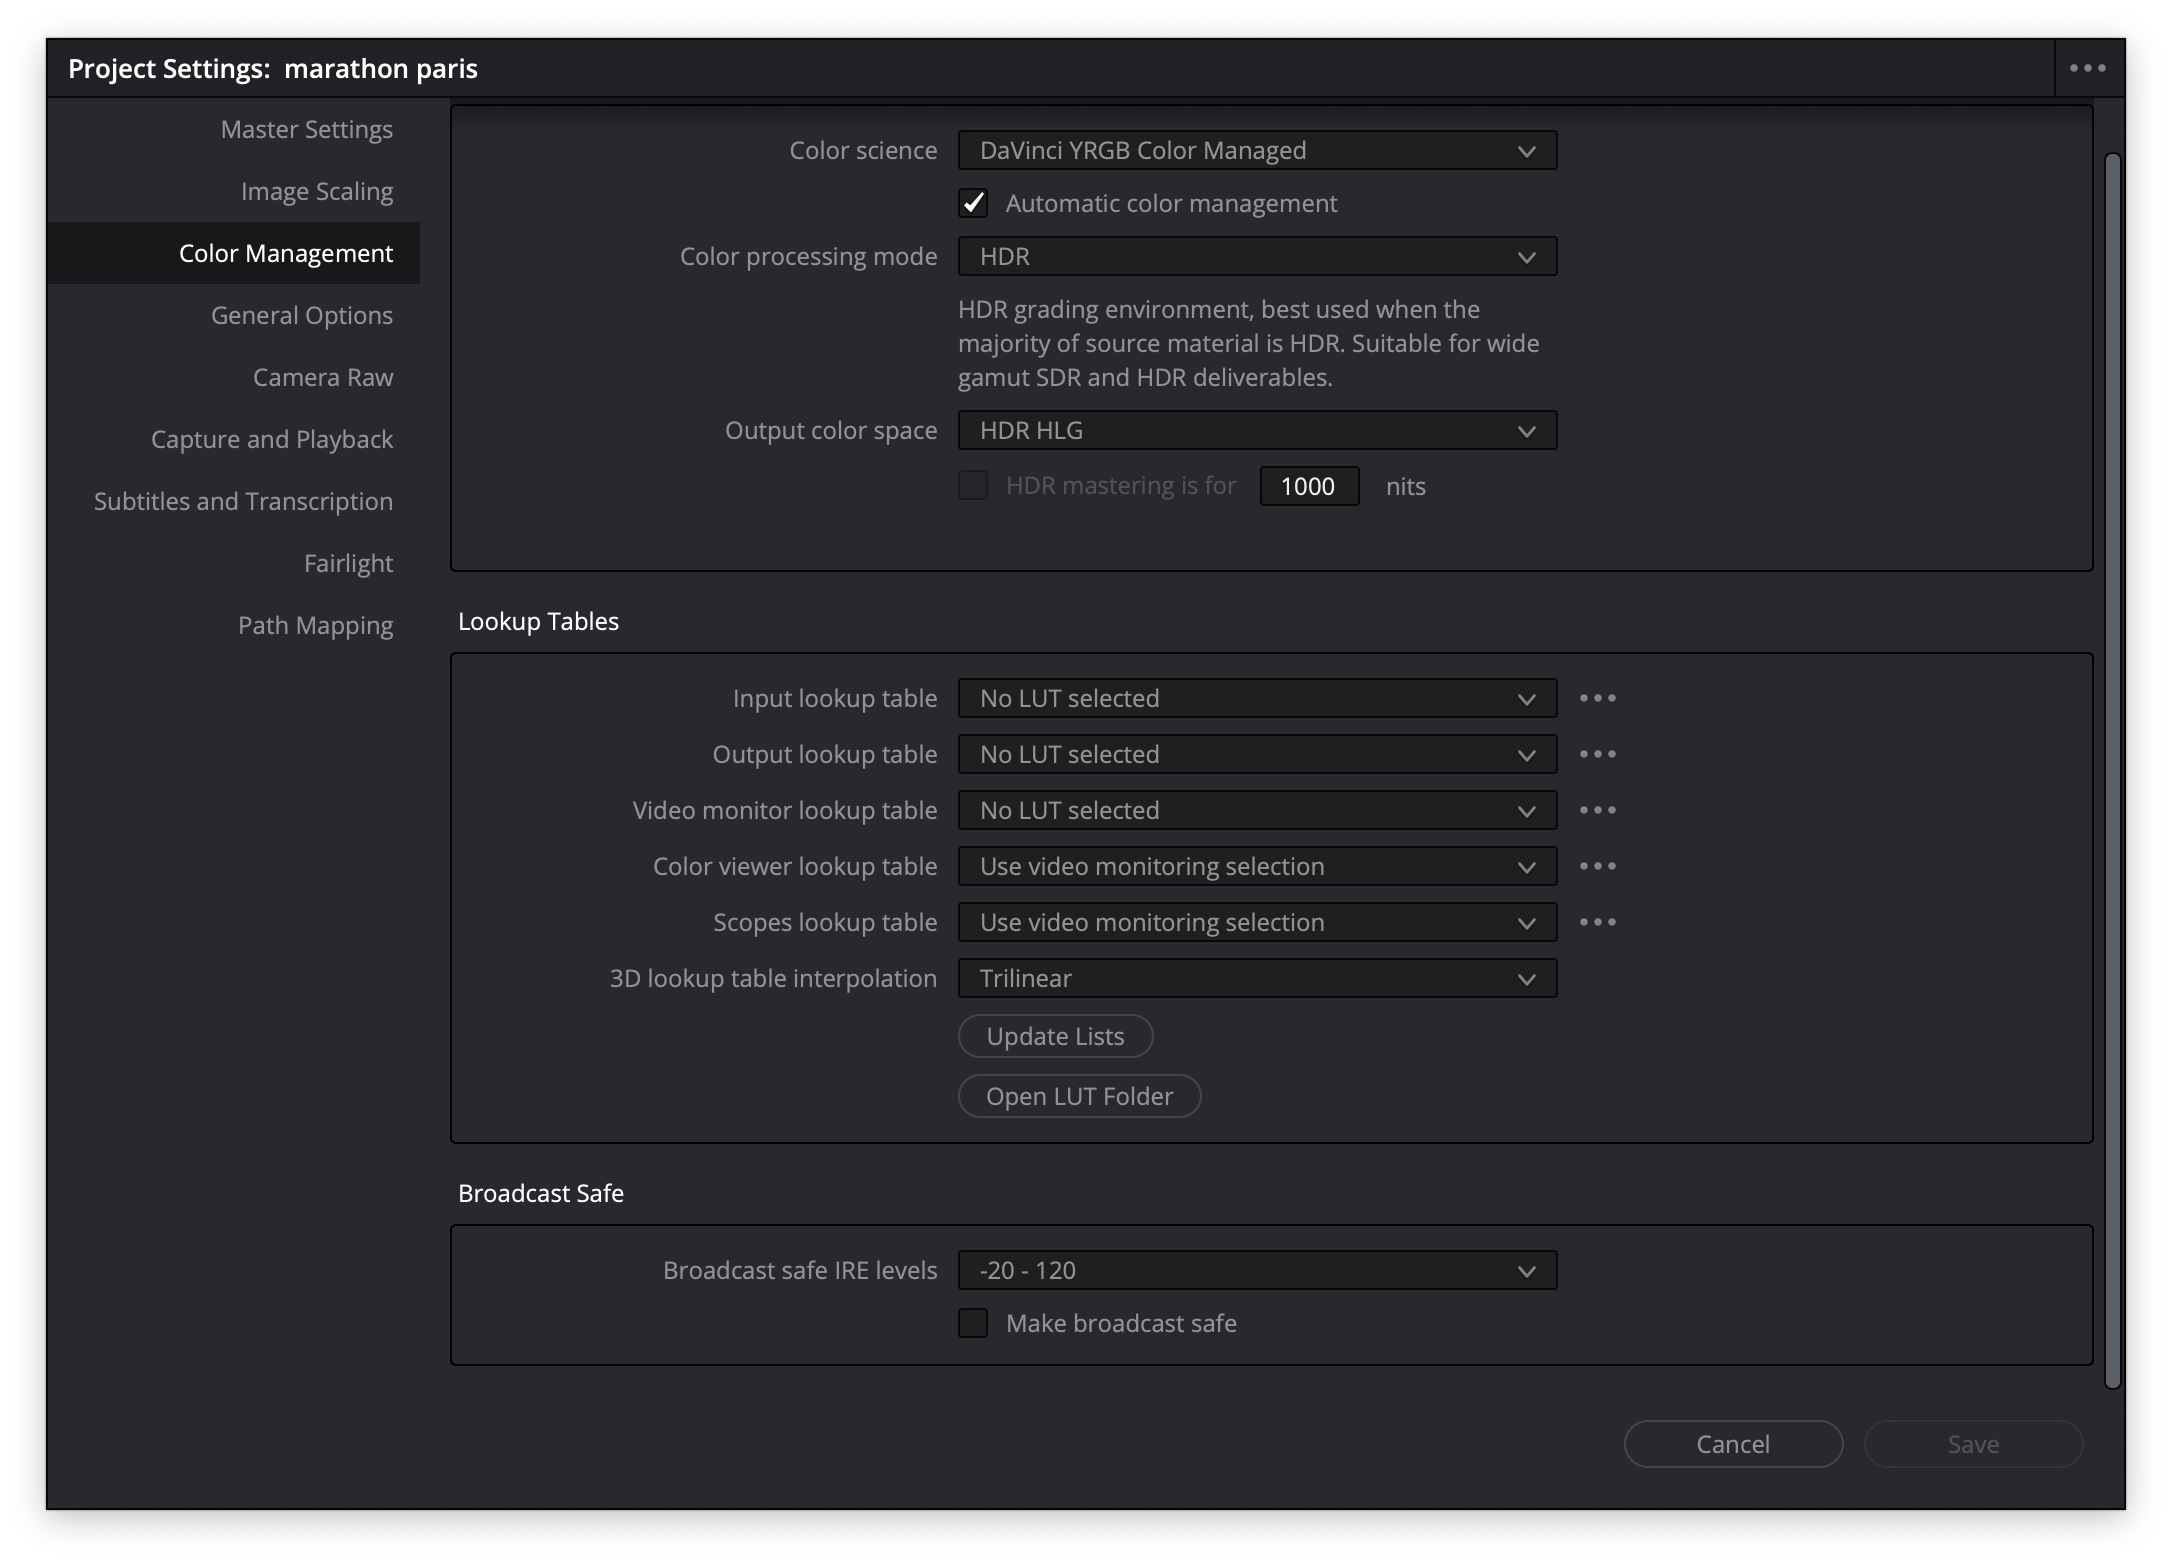 Project Settings: marathon paris
Master Settings
Image Scaling
Color Management
General Options
Camera Raw
Capture and Playback
Subtitles and Transcription
Fairlight
Path Mapping
Color science DaVinci YRGB Color Managed
Automatic color management
Color processing mode HDR
HDR grading environment, best used when the
majority of source material is HDR. Suitable for wide
gamut SDR and HDR deliverables.
Output color space HDR HLG
HDR mastering is for 1000 nits
Lookup Tables
Input lookup table No LUT selected
Output lookup table No LUT selected
Video monitor lookup table No LUT selected
Color viewer lookup table Use video monitoring selection
Scopes lookup table Use video monitoring selection
3D lookup table interpolation Trilinear
Update Lists
Open LUT Folder
Broadcast Safe
Broadcast safe IRE levels -20 - 120
Make broadcast safe
Cancel Save